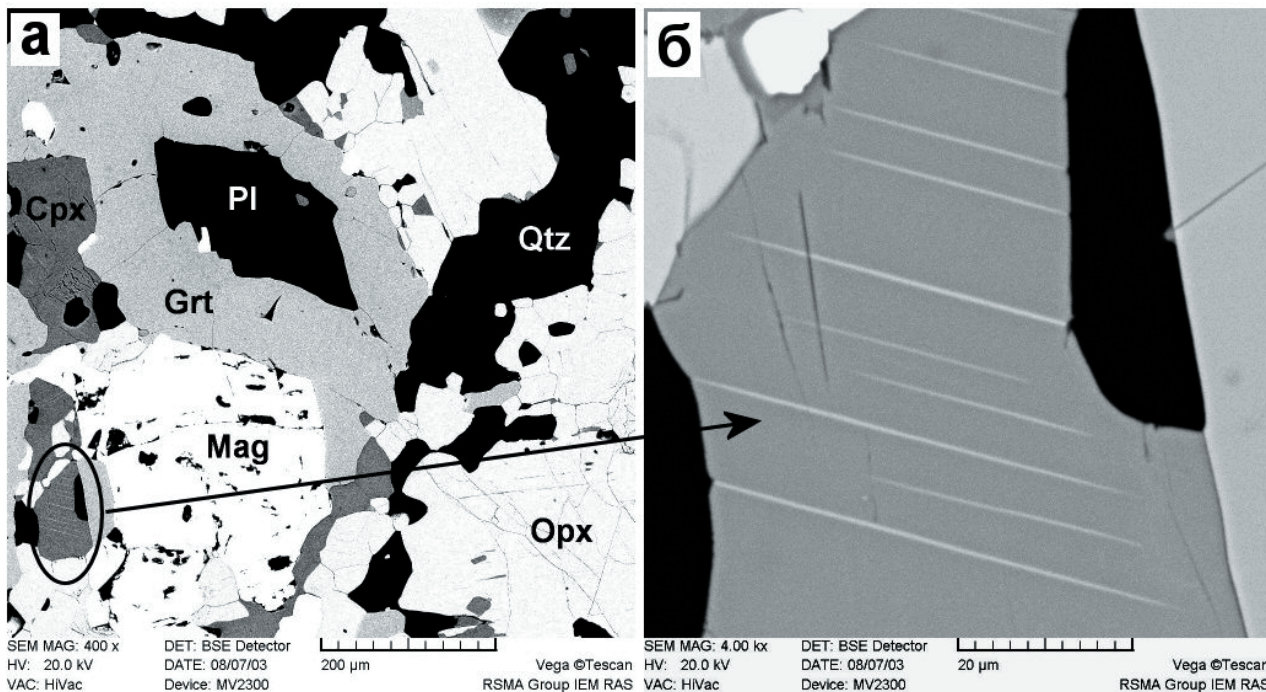 а
Pl
Cpx
Qtz
Grt
Mag
Opx
SEM MAG: 400 x DET: BSE Detector
HV: 20.0 kV DATE: 08/07/03 200 µm Vega ©Tescan
VAC: HiVac Device: MV2300 RSMA Group IEM RAS
б
SEM MAG: 4.00 kx DET: BSE Detector
HV: 20.0 kV DATE: 08/07/03 20 µm Vega ©Tescan
VAC: HiVac Device: MV2300 RSMA Group IEM RAS